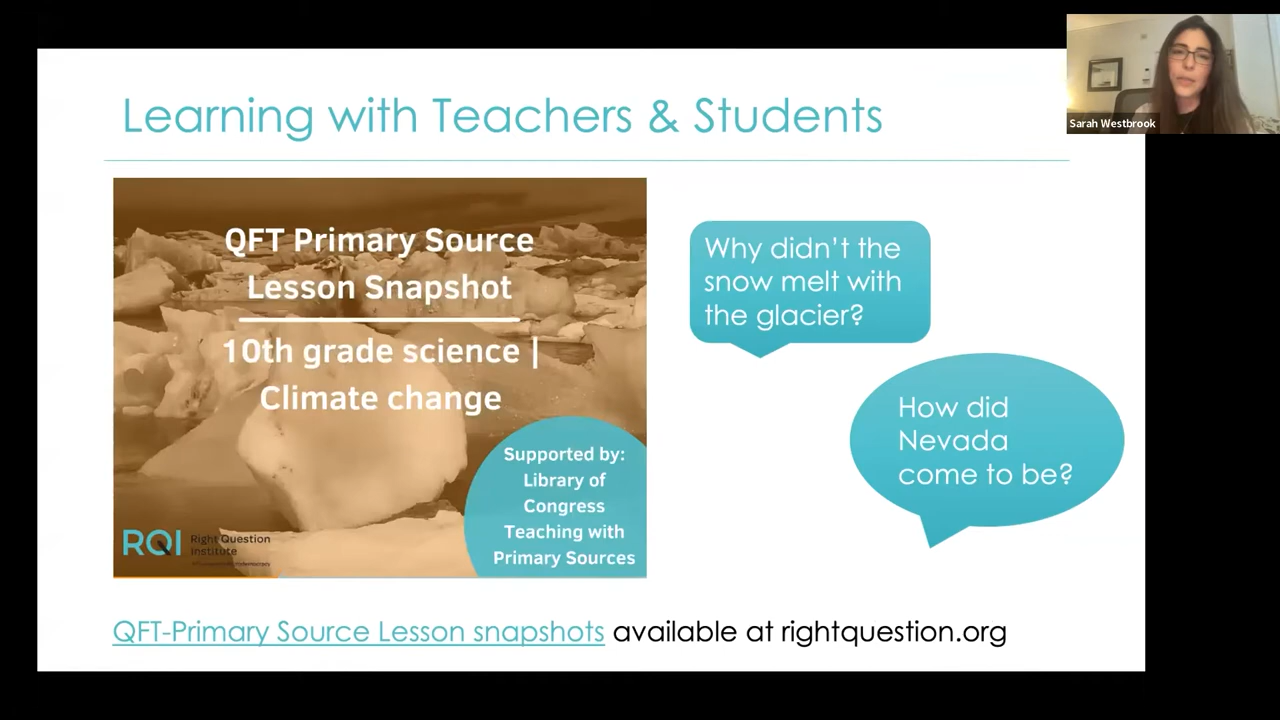 Learning with Teachers & Students
Sarah Westbrook
QFT Primary Source
Lesson Snapshot
10th grade science |
Climate change
Supported by:
Library of
Congress
Teaching with
Primary Sources
RQI
Right Question
Institute
Why didn't the
snow melt with
the glacier?
How did
Nevada
come to be?
QFT-Primary Source Lesson snapshots available at rightquestion.org